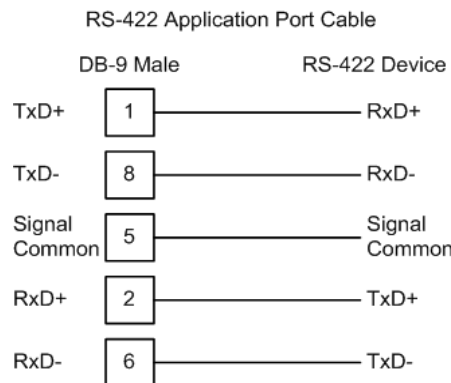 RS-422 Application Port Cable
DB-9 Male RS-422 Device
TxD+ 1 RxD+
TxD- 8 RxD-
Signal Common 5 Signal Common
RxD+ 2 TxD+
RxD- 6 TxD-